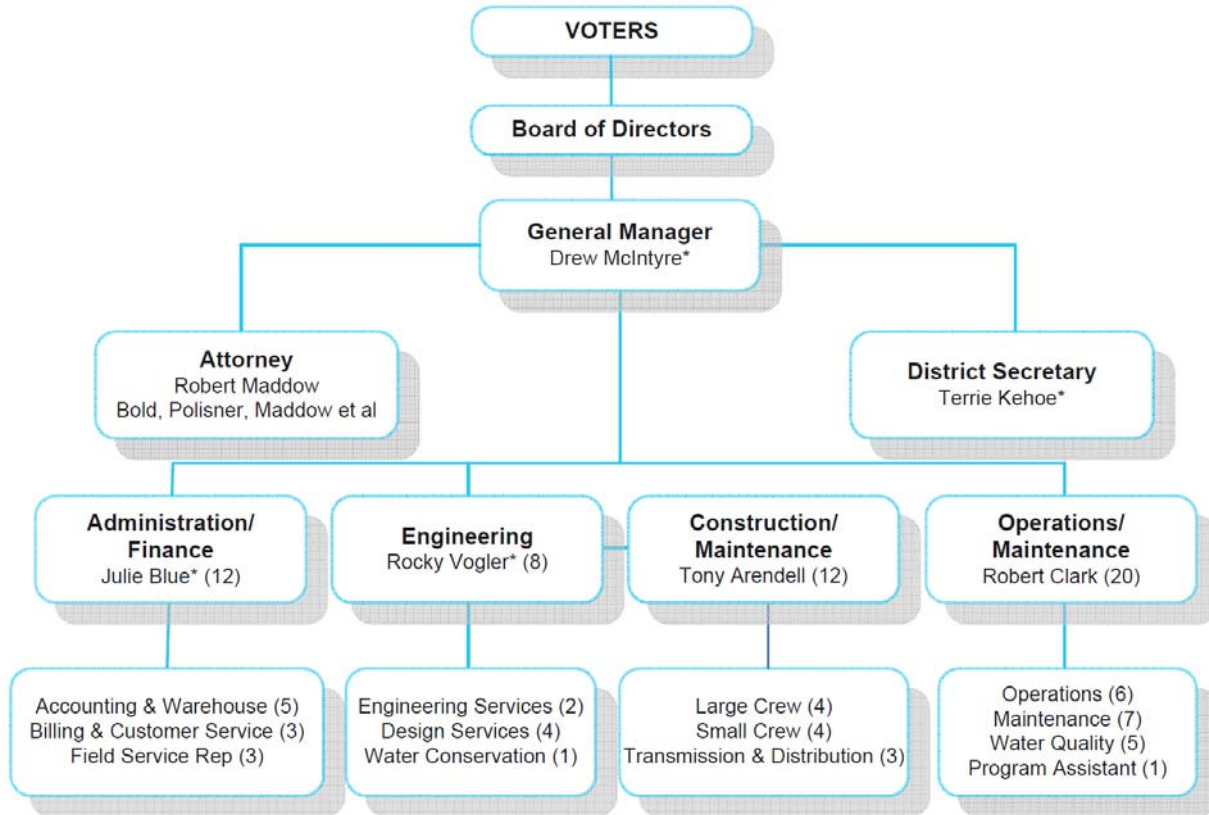 VOTERS
Board of Directors
General Manager
Drew McIntyre*
Attorney
Robert Maddow
Bold, Polisner, Maddow et al
District Secretary
Terrie Kehoe*
Administration/
Finance
Julie Blue* (12)
Engineering
Rocky Vogler* (8)
Construction/
Maintenance
Tony Arendell (12)
Operations/
Maintenance
Robert Clark (20)
Accounting & Warehouse (5)
Billing & Customer Service (3)
Field Service Rep (3)
Engineering Services (2)
Design Services (4)
Water Conservation (1)
Large Crew (4)
Small Crew (4)
Transmission & Distribution (3)
Operations (6)
Maintenance (7)
Water Quality (5)
Program Assistant (1)